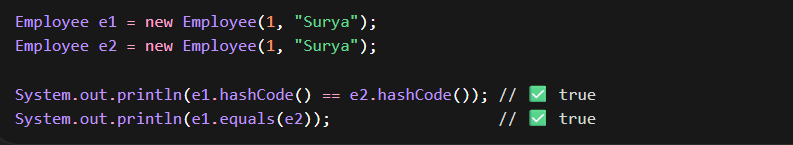 Employee e1 = new Employee(1, "Surya");
Employee e2 = new Employee(1, "Surya");
System.out.println(e1.hashCode() == e2.hashCode()); // ✅ true
System.out.println(e1.equals(e2));                  // ✅ true